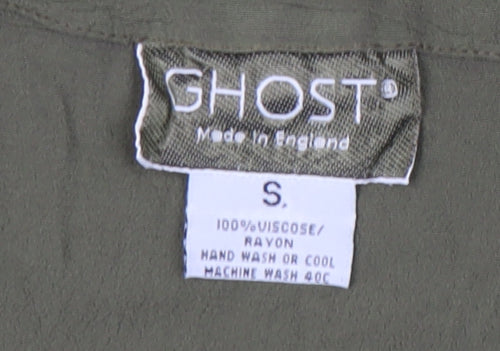 GHOST®
Made in England
S.
100%VISCOSE/
RAYON
HAND WASH OR COOL
MACHINE WASH 40C